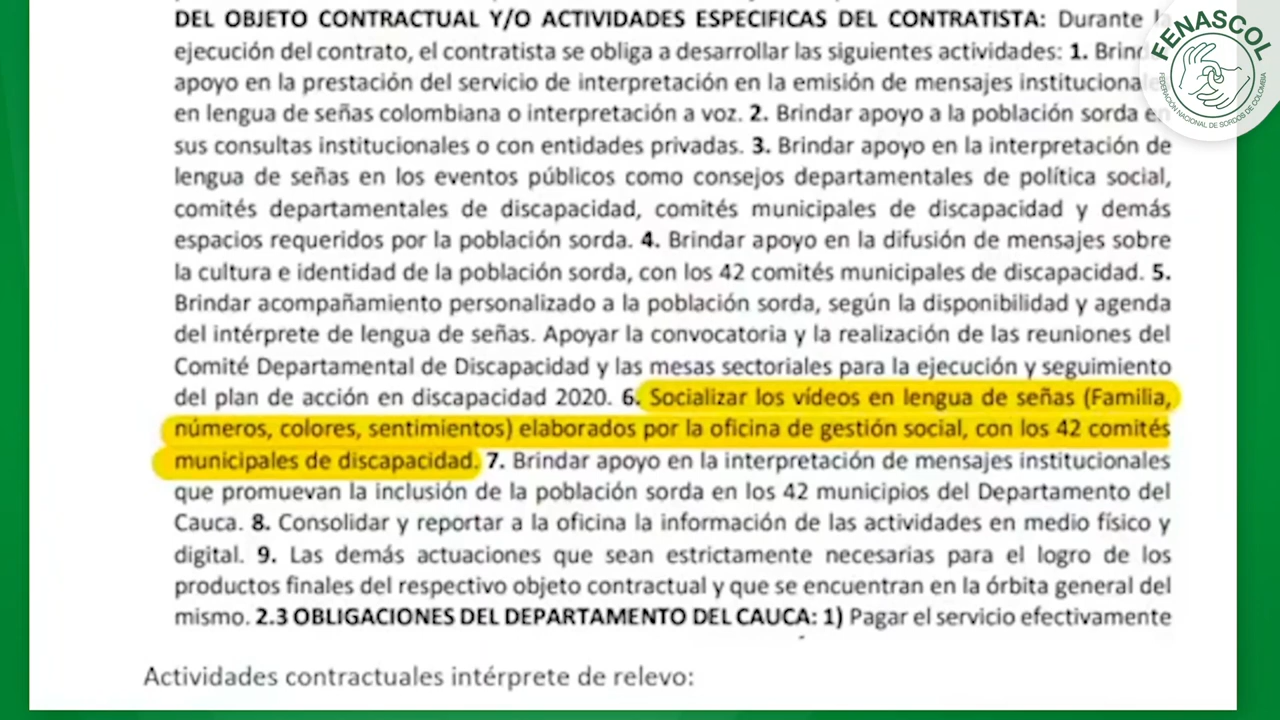 DEL OBJETO CONTRACTUAL Y/O ACTIVIDADES ESPECIFICAS DEL CONTRATISTA: Durante la
ejecución del contrato, el contratista se obliga a desarrollar las siguientes actividades: 1.
apoyo en la prestación del servicio de interpretación en la emisión de mensajes
en lengua de señas colombiana o interpretación a voz. 2. Brindar apoyo a la población sorda en
sus consultas institucionales o con entidades privadas. 3. Brindar apoyo en la interpretación de
lengua de señas en los eventos públicos como consejos departamentales de política social,
comités departamentales de discapacidad, comités municipales de discapacidad y demás
espacios requeridos por la población sorda. 4. Brindar apoyo en la difusión de mensajes sobre
la cultura e identidad de la población sorda, con los 42 comités municipales de discapacidad. 5.
Brindar acompañamiento personalizado a la población sorda, según la disponibilidad y agenda
del intérprete de lengua de señas. Apoyar la convocatoria y la realización de las reuniones del
Comité Departamental de Discapacidad y las mesas sectoriales para la ejecución y seguimiento
del plan de acción en discapacidad 2020. 6. Socializar los vídeos en lengua de señas (Familia,
números, colores, sentimientos) elaborados por la oficina de gestión social, con los 42 comités
municipales de discapacidad. 7. Brindar apoyo en la interpretación de mensajes institucionales
que promuevan la inclusión de la población sorda en los 42 municipios del Departamento del
Cauca. 8. Consolidar y reportar a la oficina la información de las actividades en medio físico y
digital. 9. Las demás actuaciones que sean estrictamente necesarias para el logro de los
productos finales del respectivo objeto contractual y que se encuentran en la órbita general del
mismo. 2.3 OBLIGACIONES DEL DEPARTAMENTO DEL CAUCA: 1) Pagar el servicio efectivamente
Actividades contractuales intérprete de relevo:
FENASCOL
FEDERACIÓN NACIONAL DE SORDOS DE COLOMBIA